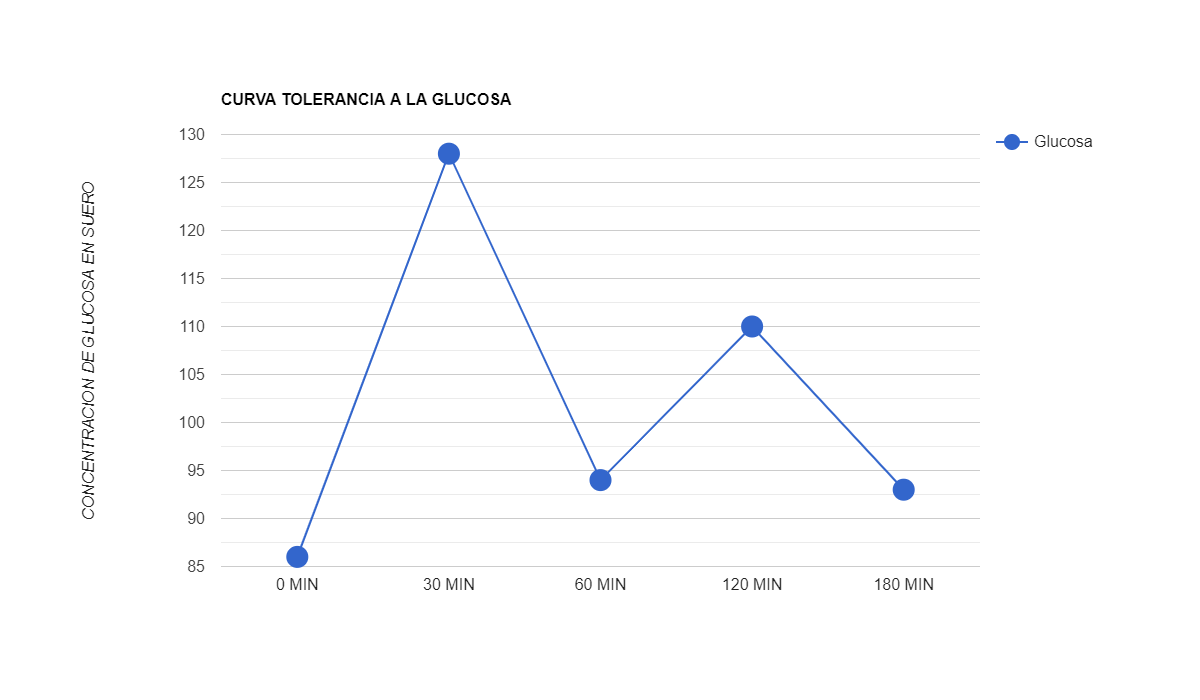 CURVA TOLERANCIA A LA GLUCOSA
Glucosa
CONCENTRACION DE GLUCOSA EN SUERO
130
125
120
115
110
105
100
95
90
85
0 MIN
30 MIN
60 MIN
120 MIN
180 MIN